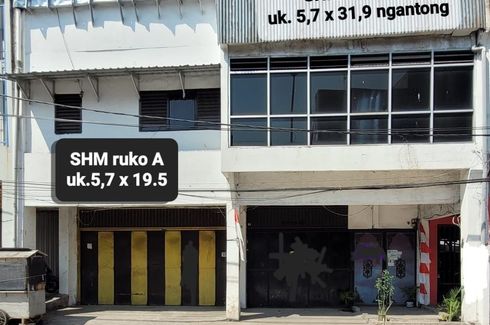 uk. 5,7 x 31,9 ngantong
SHM ruko A
uk.5,7 x 19.5